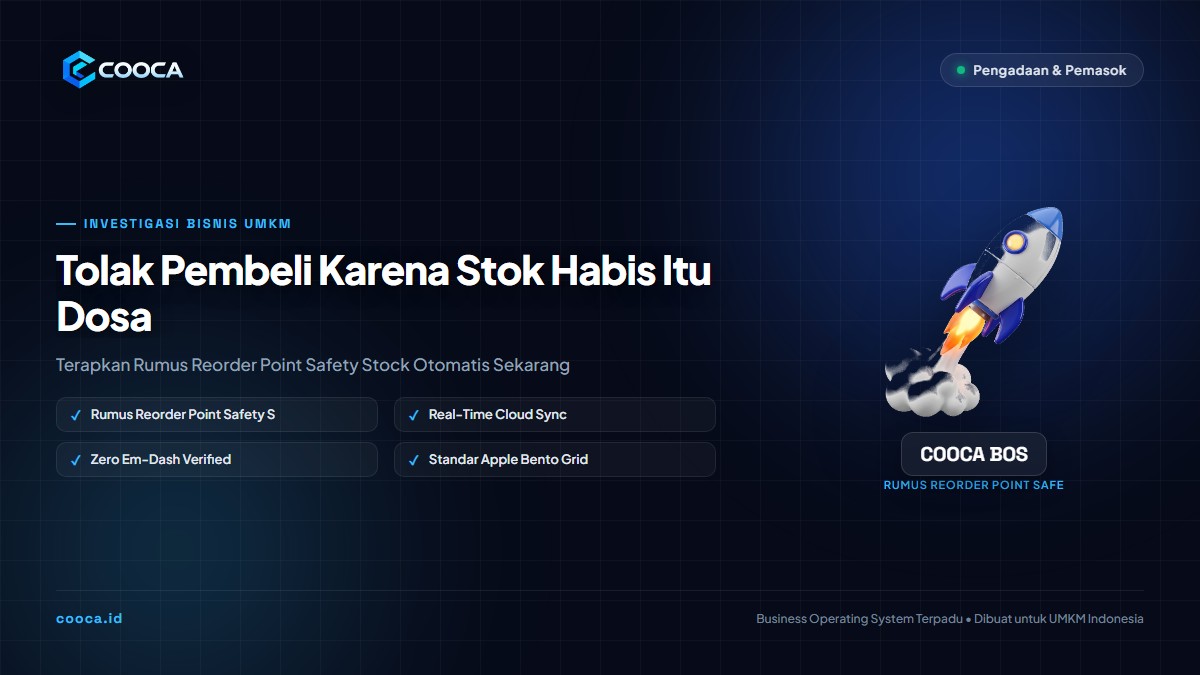 COOCA
Pengadaan & Pemasok
INVESTIGASI BISNIS UMKM
Tolak Pembeli Karena Stok Habis Itu
Dosa
Terapkan Rumus Reorder Point Safety Stock Otomatis Sekarang
✓ Rumus Reorder Point Safety S
✓ Real-Time Cloud Sync
✓ Zero Em-Dash Verified
✓ Standar Apple Bento Grid
COOCA BOS
RUMUS REORDER POINT SAFE
cooca.id
Business Operating System Terpadu • Dibuat untuk UMKM Indonesia